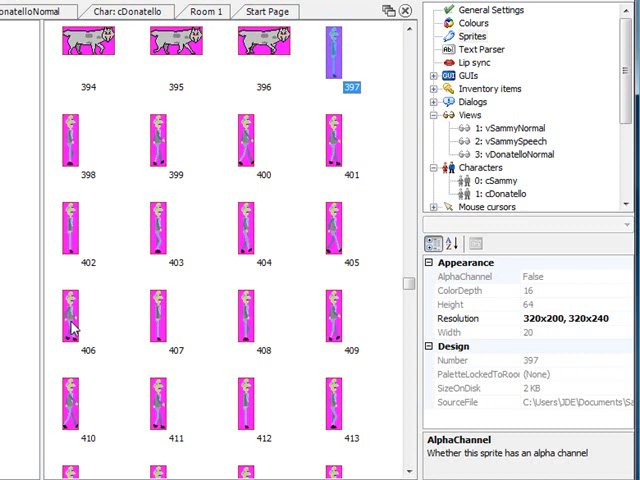 onatelloNormal Char: cDonatello Room 1 Start Page
394 395 396 397
398 399 400 401
402 403 404 405
406 407 408 409
410 411 412 413
General Settings
Colours
Sprites
Text Parser
Lip sync
GUIs
Inventory items
Dialogs
Views
1: vSammyNormal
2: vSammySpeech
3: vDonatelloNormal
Characters
0: cSammy
1: cDonatello
Mouse cursors
Appearance
AlphaChannel False
ColorDepth 16
Height 64
Resolution 320x200, 320x240
Width 20
Design
Number 397
PaletteLockedToRoo (None)
SizeOnDisk 2 KB
SourceFile C:\Users\JDE\Documents\Sa
AlphaChannel
Whether this sprite has an alpha channel